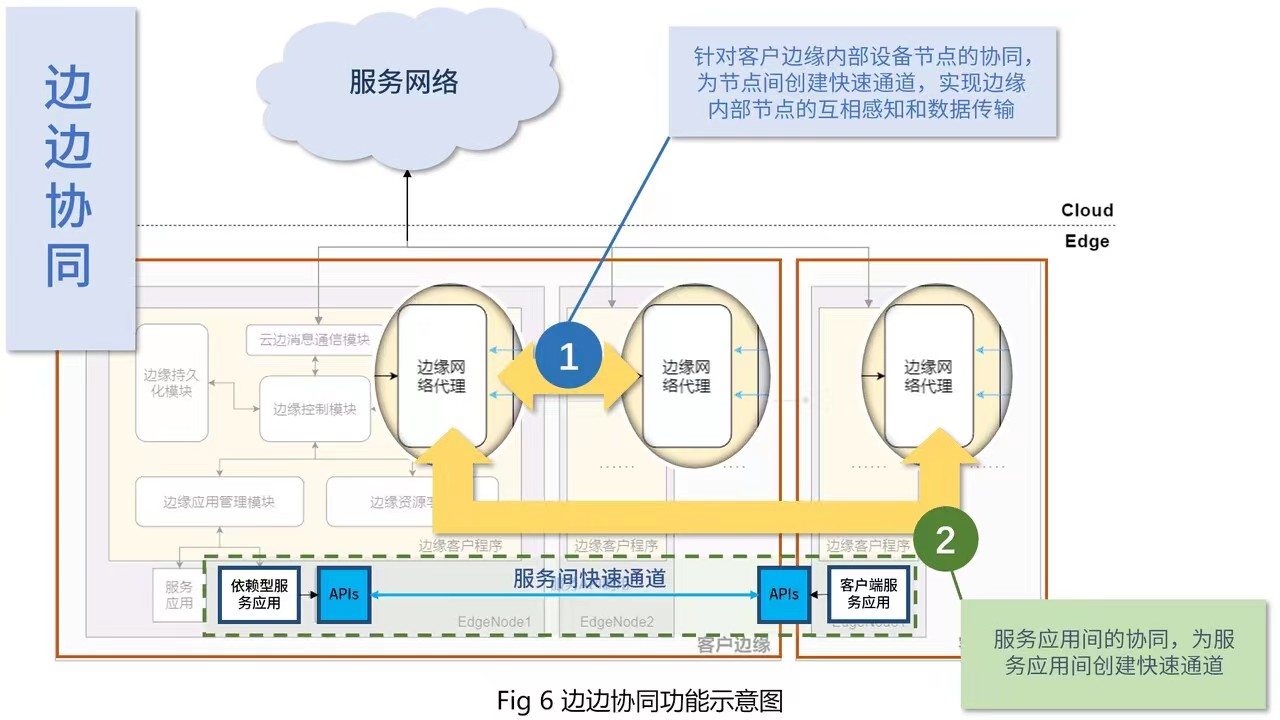 边
边
协
同
服务网络
针对客户边缘内部设备节点的协同，
为节点间创建快速通道，实现边缘
内部节点的互相感知和数据传输
Cloud
Edge
云边消息通信模块
边缘持久
化模块
边缘控制模块
边缘网
络代理
1
边缘网
络代理
边缘网
络代理
......
......
......
......
边缘应用管理模块
边缘资源
边缘客户程序
边缘客户程序
边缘客户程序
2
服务
应用
依赖型服
务应用
APIs
服务间快速通道
APIs
客户端服
务应用
EdgeNode1
EdgeNode2
客户边缘
服务应用间的协同，为服
务应用间创建快速通道
Fig 6 边边协同功能示意图